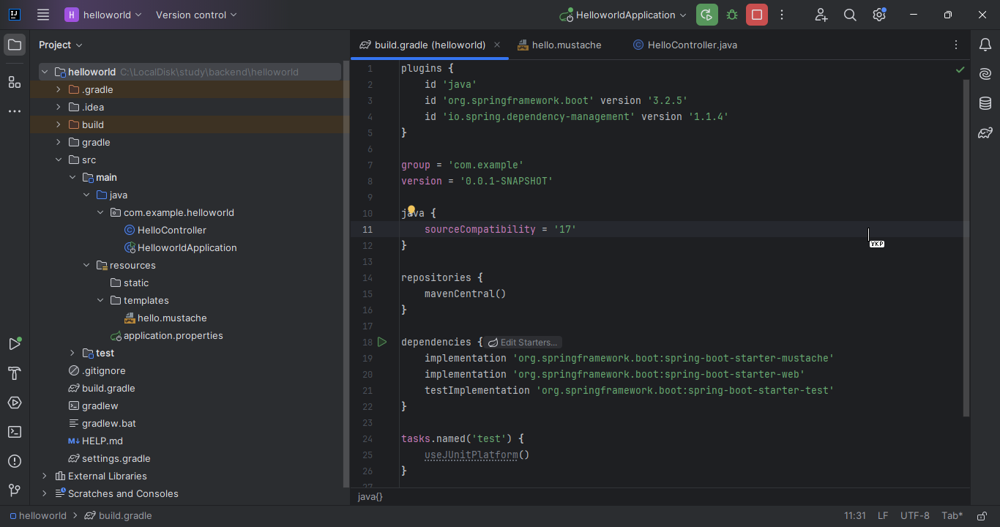 H helloworld Version control HelloworldApplication
Project
build.gradle (helloworld) hello.mustache HelloController.java
helloworld C:\LocalDisk\study\backend\helloworld
.gradle
.idea
build
gradle
src
main
java
com.example.helloworld
HelloController
HelloworldApplication
resources
static
templates
hello.mustache
application.properties
test
.gitignore
build.gradle
gradlew
gradlew.bat
HELP.md
settings.gradle
External Libraries
Scratches and Consoles
1 plugins {
2 id 'java'
3 id 'org.springframework.boot' version '3.2.5'
4 id 'io.spring.dependency-management' version '1.1.4'
5 }
6
7 group = 'com.example'
8 version = '0.0.1-SNAPSHOT'
9
10 java {
11 sourceCompatibility = '17'
12 }
13
14 repositories {
15 mavenCentral()
16 }
17
18 dependencies { Edit Starters...
19 implementation 'org.springframework.boot:spring-boot-starter-mustache'
20 implementation 'org.springframework.boot:spring-boot-starter-web'
21 testImplementation 'org.springframework.boot:spring-boot-starter-test'
22 }
23
24 tasks.named('test') {
25 useJUnitPlatform()
26 }
27
УКР
java{}
helloworld build.gradle
11:31 LF UTF-8 Tab*